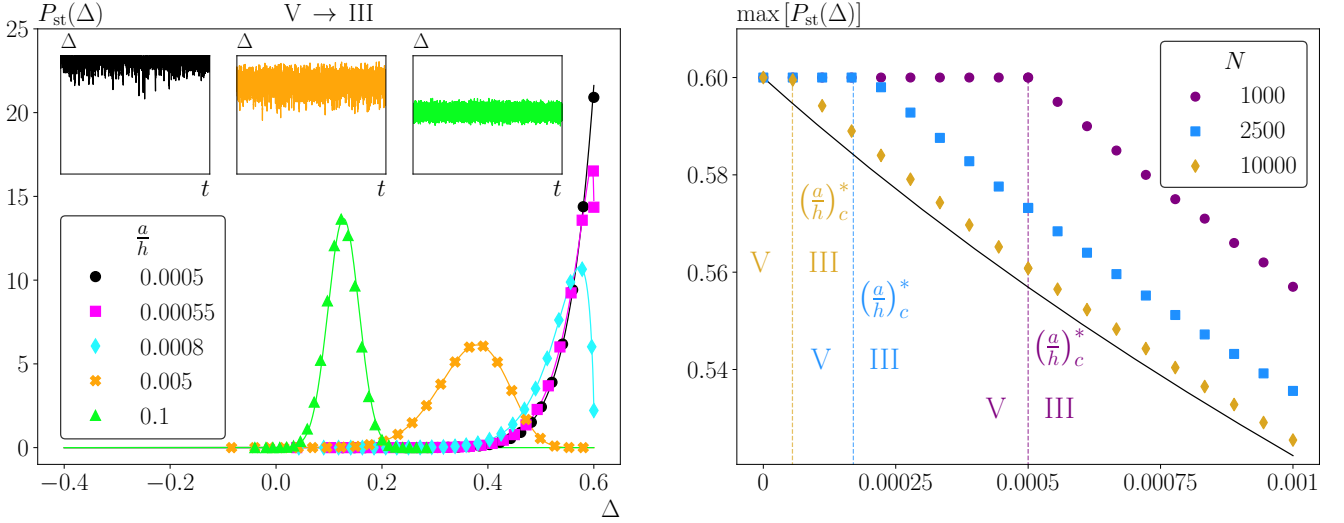 P_st(Δ)
V → III
25
20
15
10
5
0
Δ
t
Δ
t
t
a/h
0.0005
0.00055
0.0008
0.005
0.1
−0.4
−0.2
0.0
0.2
0.4
0.6
Δ
max [P_st(Δ)]
0.60
0.58
0.56
0.54
N
1000
2500
10000
(a/h)*_c
V III
(a/h)*_c
V III
(a/h)*_c
V III
0
0.00025
0.0005
0.00075
0.001